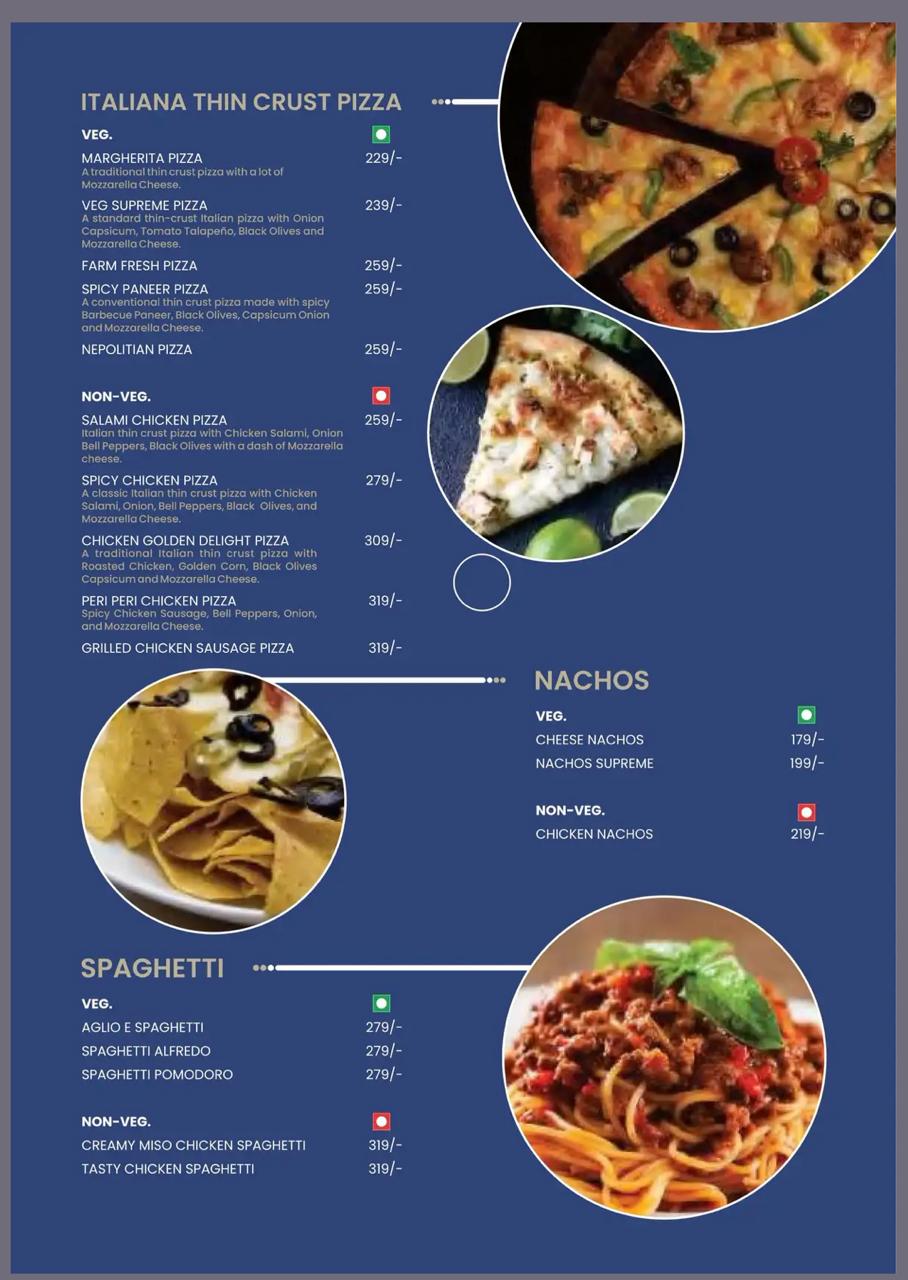 ITALIANA THIN CRUST PIZZA
VEG.
MARGHERITA PIZZA 229/-
A traditional thin crust pizza with a lot of
Mozzarella Cheese.
VEG SUPREME PIZZA 239/-
A standard thin-crust Italian pizza with Onion
Capsicum, Tomato Talapeño, Black Olives and
Mozzarella Cheese.
FARM FRESH PIZZA 259/-
SPICY PANEER PIZZA 259/-
A conventional thin crust pizza made with spicy
Barbecue Paneer, Black Olives, Capsicum Onion
and Mozzarella Cheese.
NEPOLITIAN PIZZA 259/-
NON-VEG.
SALAMI CHICKEN PIZZA 259/-
Italian thin crust pizza with Chicken Salami, Onion
Bell Peppers, Black Olives with a dash of Mozzarella
cheese.
SPICY CHICKEN PIZZA 279/-
A classic Italian thin crust pizza with Chicken
Salami, Onion, Bell Peppers, Black Olives, and
Mozzarella Cheese.
CHICKEN GOLDEN DELIGHT PIZZA 309/-
A traditional Italian thin crust pizza with
Roasted Chicken, Golden Corn, Black Olives
Capsicum and Mozzarella Cheese.
PERI PERI CHICKEN PIZZA 319/-
Spicy Chicken Sausage, Bell Peppers, Onion,
and Mozzarella Cheese.
GRILLED CHICKEN SAUSAGE PIZZA 319/-
NACHOS
VEG.
CHEESE NACHOS 179/-
NACHOS SUPREME 199/-
NON-VEG.
CHICKEN NACHOS 219/-
SPAGHETTI
VEG.
AGLIO E SPAGHETTI 279/-
SPAGHETTI ALFREDO 279/-
SPAGHETTI POMODORO 279/-
NON-VEG.
CREAMY MISO CHICKEN SPAGHETTI 319/-
TASTY CHICKEN SPAGHETTI 319/-